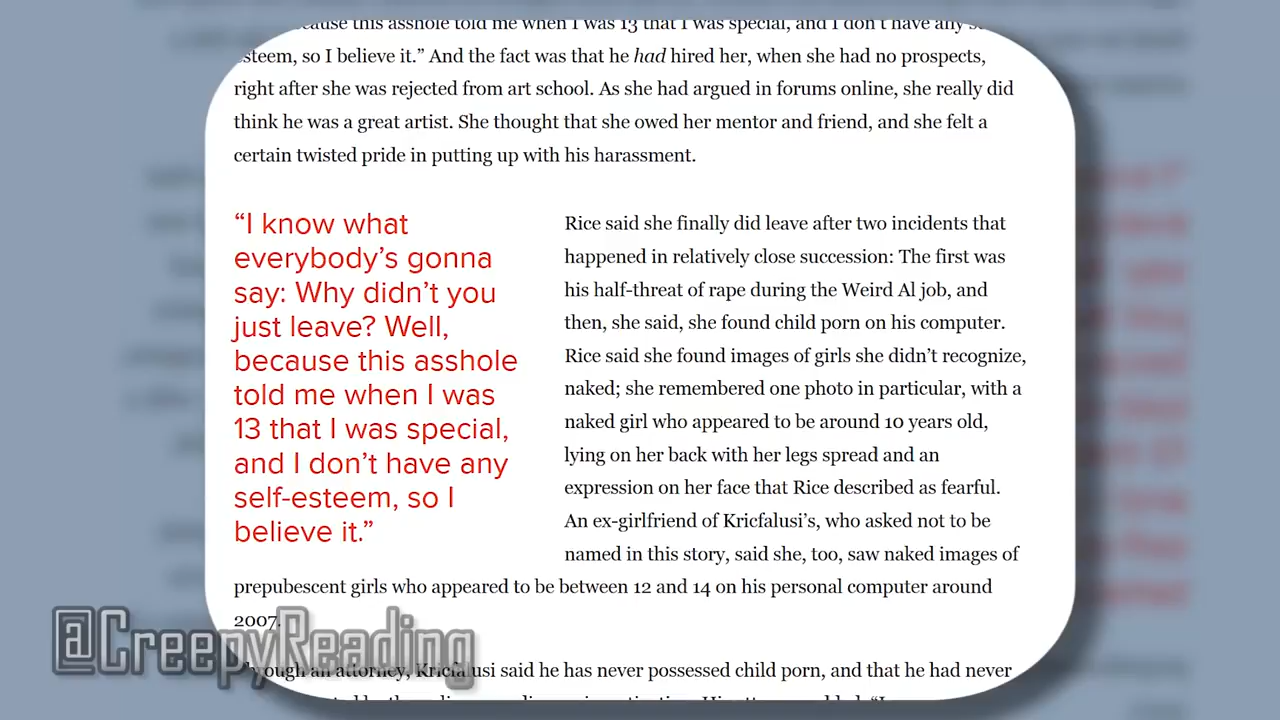 because this asshole told me when I was 13 that I was special, and I don't have any
esteem, so I believe it.” And the fact was that he had hired her, when she had no prospects,
right after she was rejected from art school. As she had argued in forums online, she really did
think he was a great artist. She thought that she owed her mentor and friend, and she felt a
certain twisted pride in putting up with his harassment.
“I know what
everybody’s gonna
say: Why didn’t you
just leave? Well,
because this asshole
told me when I was
13 that I was special,
and I don’t have any
self-esteem, so I
believe it.”
Rice said she finally did leave after two incidents that
happened in relatively close succession: The first was
his half-threat of rape during the Weird Al job, and
then, she said, she found child porn on his computer.
Rice said she found images of girls she didn’t recognize,
naked; she remembered one photo in particular, with a
naked girl who appeared to be around 10 years old,
lying on her back with her legs spread and an
expression on her face that Rice described as fearful.
An ex-girlfriend of Kricfalusi’s, who asked not to be
named in this story, said she, too, saw naked images of
prepubescent girls who appeared to be between 12 and 14 on his personal computer around
2007.
@CreepyReading
Through an attorney, Kricfalusi said he has never possessed child porn, and that he had never